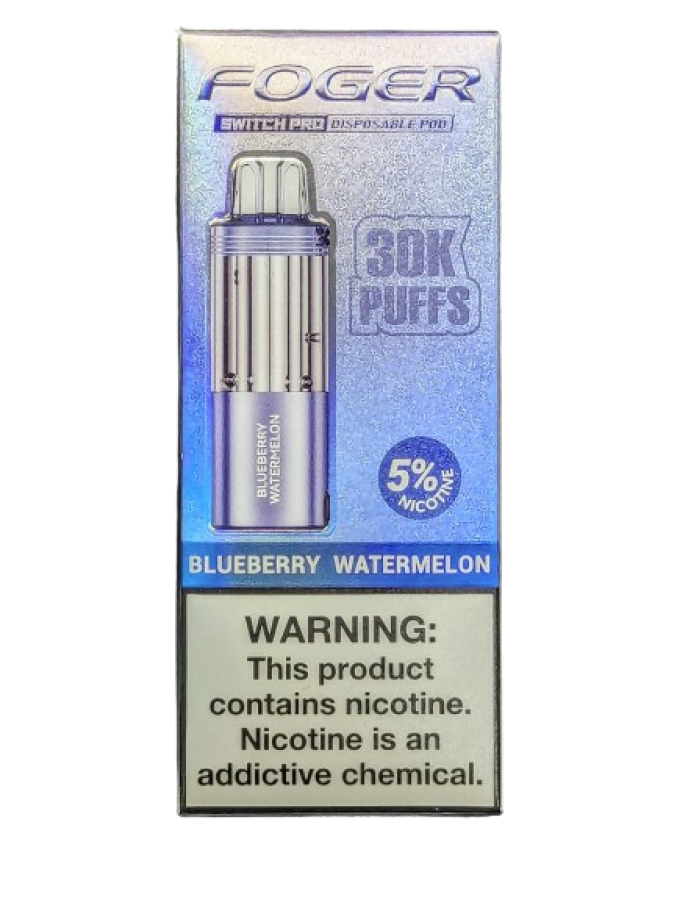 FOGER
SWITCH PRO DISPOSABLE POD
30K
PUFFS
BLUEBERRY
WATERMELON
5%
NICOTINE
BLUEBERRY WATERMELON
WARNING:
This product
contains nicotine.
Nicotine is an
addictive chemical.